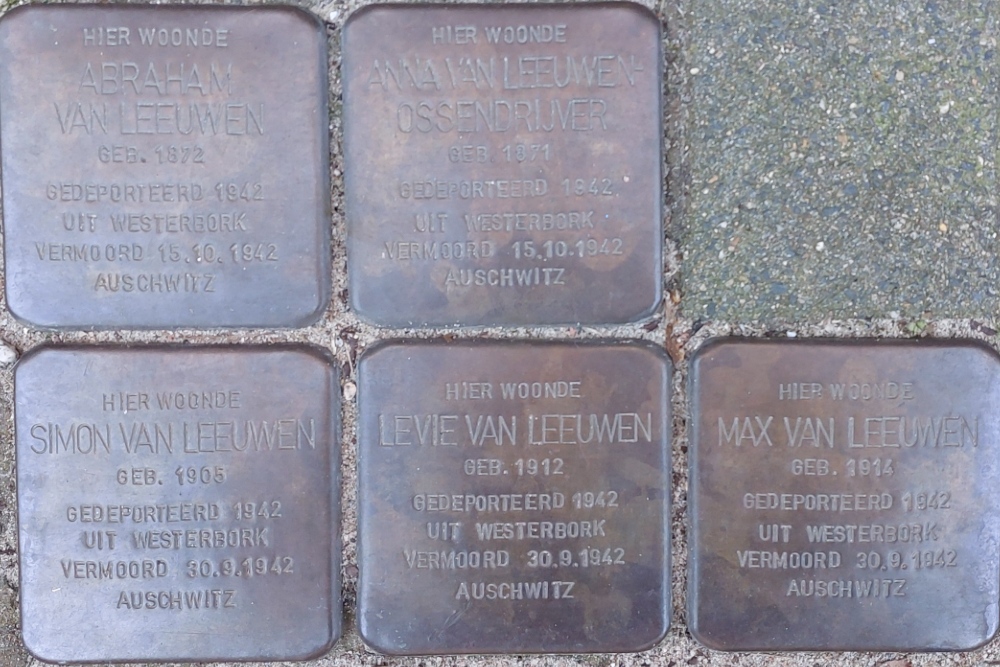 HIER WOONDE
ABRAHAM
VAN LEEUWEN
GEB. 1872
GEDEPORTEERD 1942
UIT WESTERBORK
VERMOORD 15.10.1942
AUSCHWITZ
HIER WOONDE
ANNA VAN LEEUWEN-
OSSENDRIJVER
GEB. 1871
GEDEPORTEERD 1942
UIT WESTERBORK
VERMOORD 15.10.1942
AUSCHWITZ
HIER WOONDE
SIMON VAN LEEUWEN
GEB. 1905
GEDEPORTEERD 1942
UIT WESTERBORK
VERMOORD 30.9.1942
AUSCHWITZ
HIER WOONDE
LEVIE VAN LEEUWEN
GEB. 1912
GEDEPORTEERD 1942
UIT WESTERBORK
VERMOORD 30.9.1942
AUSCHWITZ
HIER WOONDE
MAX VAN LEEUWEN
GEB. 1914
GEDEPORTEERD 1942
UIT WESTERBORK
VERMOORD 30.9.1942
AUSCHWITZ